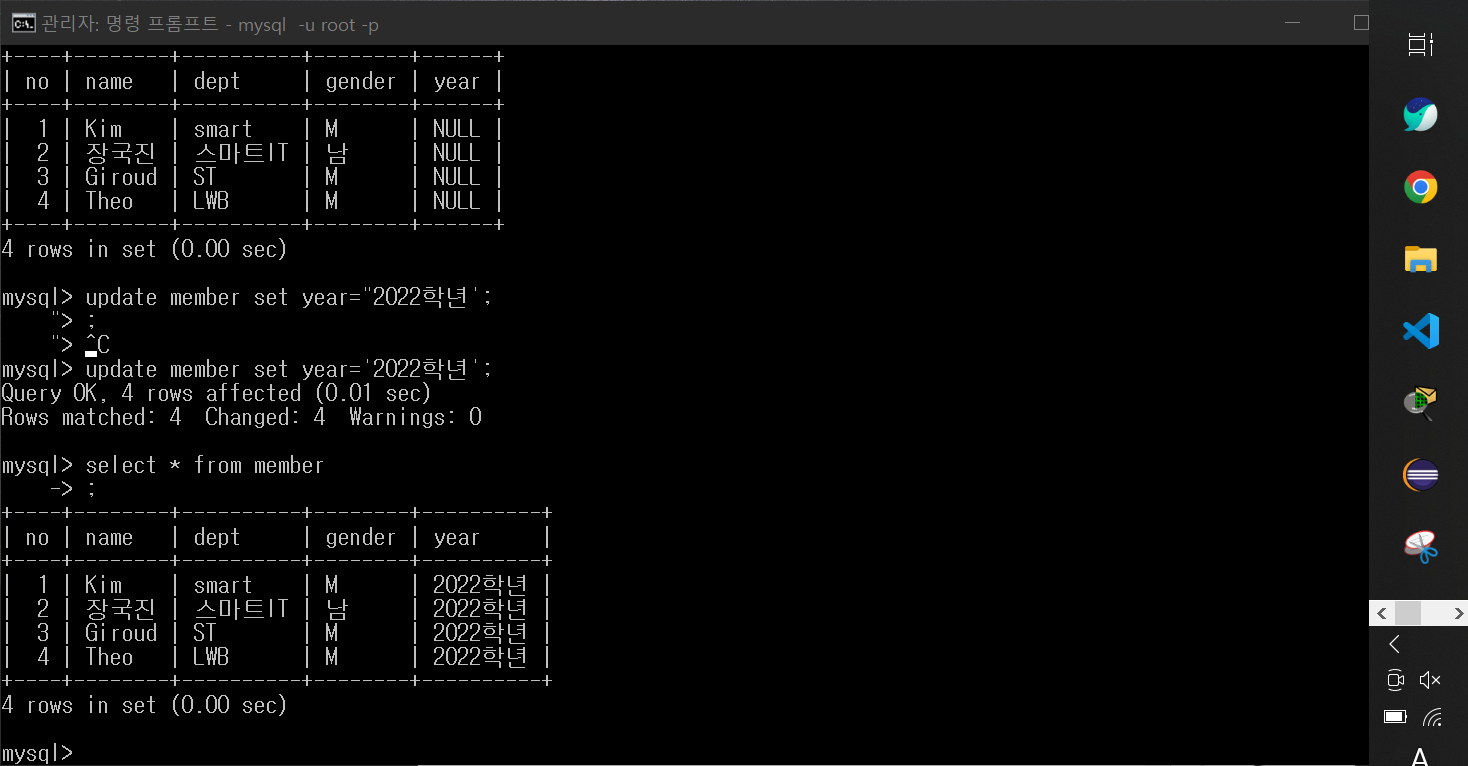 관리자: 명령 프롬프트 - mysql  -u root -p
+----+--------+----------+--------+------+
| no | name   | dept     | gender | year |
+----+--------+----------+--------+------+
|  1 | Kim    | smart    | M      | NULL |
|  2 | 장국진 | 스마트IT | 남     | NULL |
|  3 | Giroud | ST       | M      | NULL |
|  4 | Theo   | LWB      | M      | NULL |
+----+--------+----------+--------+------+
4 rows in set (0.00 sec)
mysql> update member set year="2022학년';
    "> ;
    "> ^C
mysql> update member set year='2022학년';
Query OK, 4 rows affected (0.01 sec)
Rows matched: 4  Changed: 4  Warnings: 0
mysql> select * from member
    -> ;
+----+--------+----------+--------+----------+
| no | name   | dept     | gender | year     |
+----+--------+----------+--------+----------+
|  1 | Kim    | smart    | M      | 2022학년 |
|  2 | 장국진 | 스마트IT | 남     | 2022학년 |
|  3 | Giroud | ST       | M      | 2022학년 |
|  4 | Theo   | LWB      | M      | 2022학년 |
+----+--------+----------+--------+----------+
4 rows in set (0.00 sec)
mysql>
A